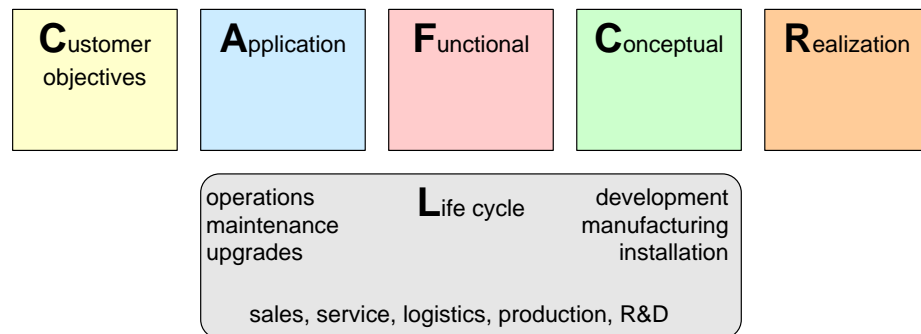 Customer
objectives
Application
Functional
Conceptual
Realization
operations
maintenance
upgrades
Life cycle
development
manufacturing
installation
sales, service, logistics, production, R&D